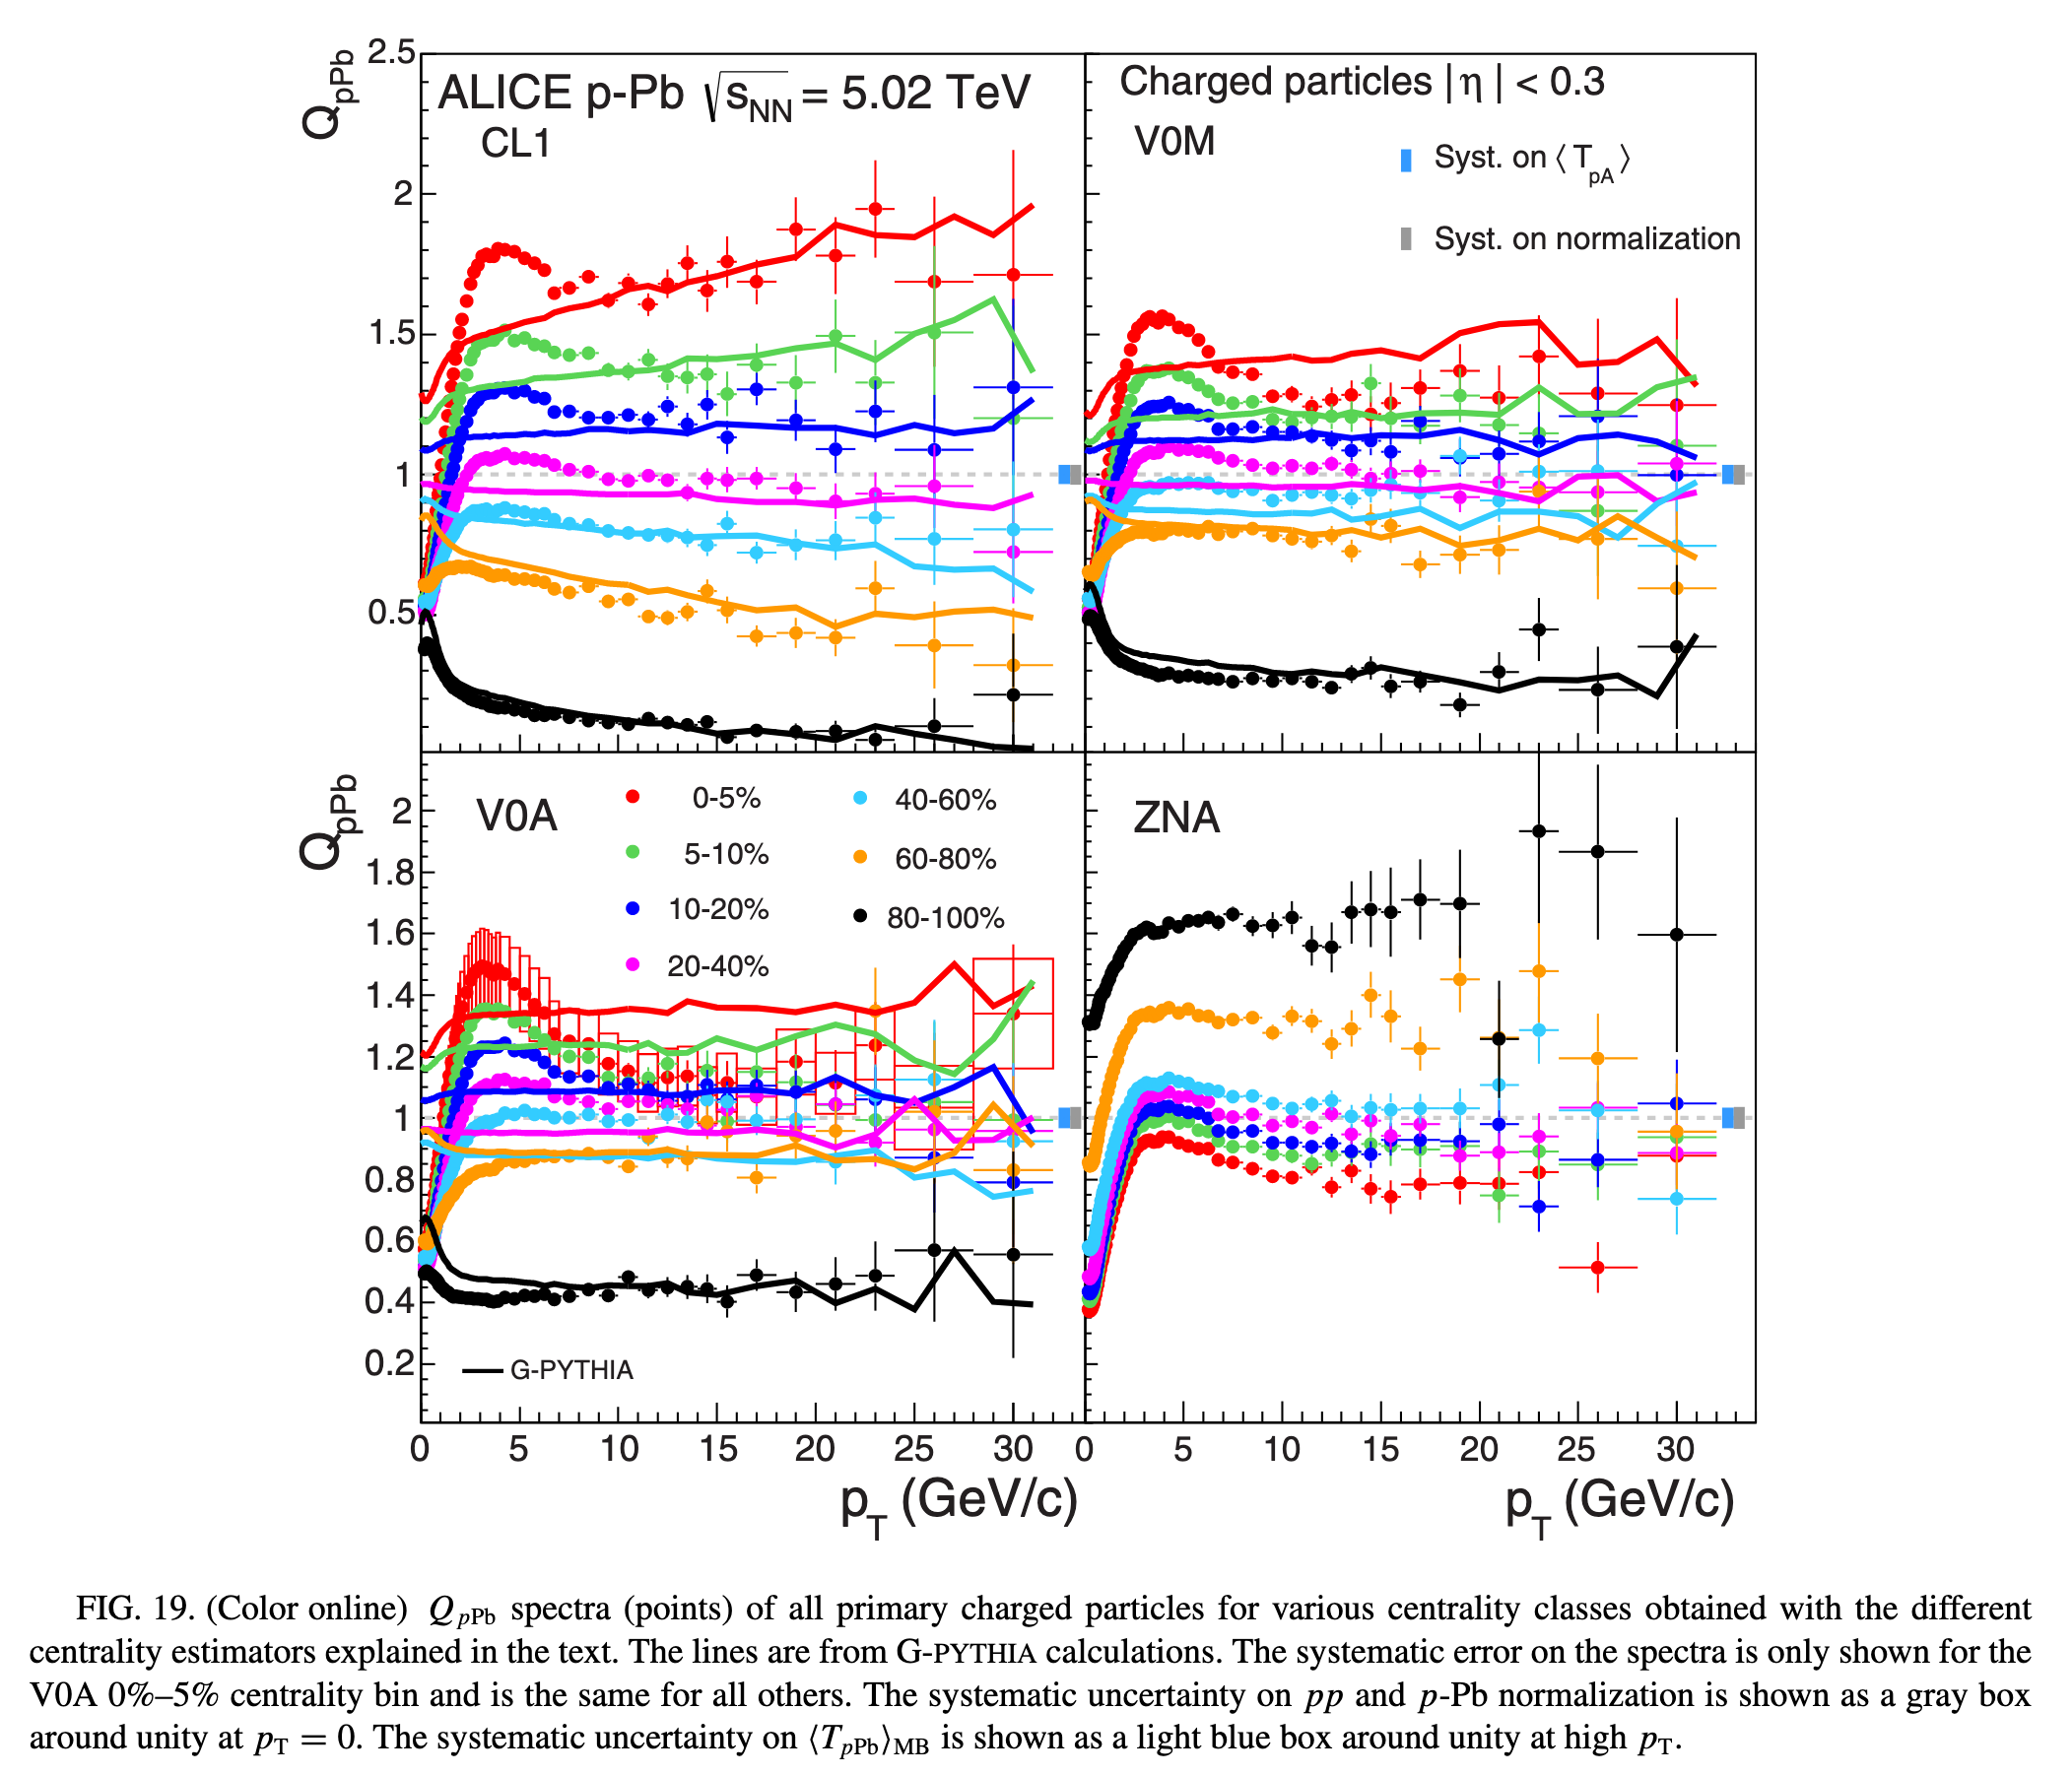 Q_pPb
2.5
2
1.5
1
0.5
ALICE p-Pb √s_NN = 5.02 TeV
CL1
Charged particles |η| < 0.3
V0M
Syst. on ⟨T_pA⟩
Syst. on normalization
Q_pPb
2
1.8
1.6
1.4
1.2
1
0.8
0.6
0.4
0.2
V0A
0-5%
5-10%
10-20%
20-40%
40-60%
60-80%
80-100%
G-PYTHIA
ZNA
0 5 10 15 20 25 30
0 5 10 15 20 25 30
p_T (GeV/c)
p_T (GeV/c)
FIG. 19. (Color online) Q_pPb spectra (points) of all primary charged particles for various centrality classes obtained with the different
centrality estimators explained in the text. The lines are from G-PYTHIA calculations. The systematic error on the spectra is only shown for the
V0A 0%–5% centrality bin and is the same for all others. The systematic uncertainty on pp and p-Pb normalization is shown as a gray box
around unity at p_T = 0. The systematic uncertainty on ⟨T_pPb⟩_MB is shown as a light blue box around unity at high p_T.